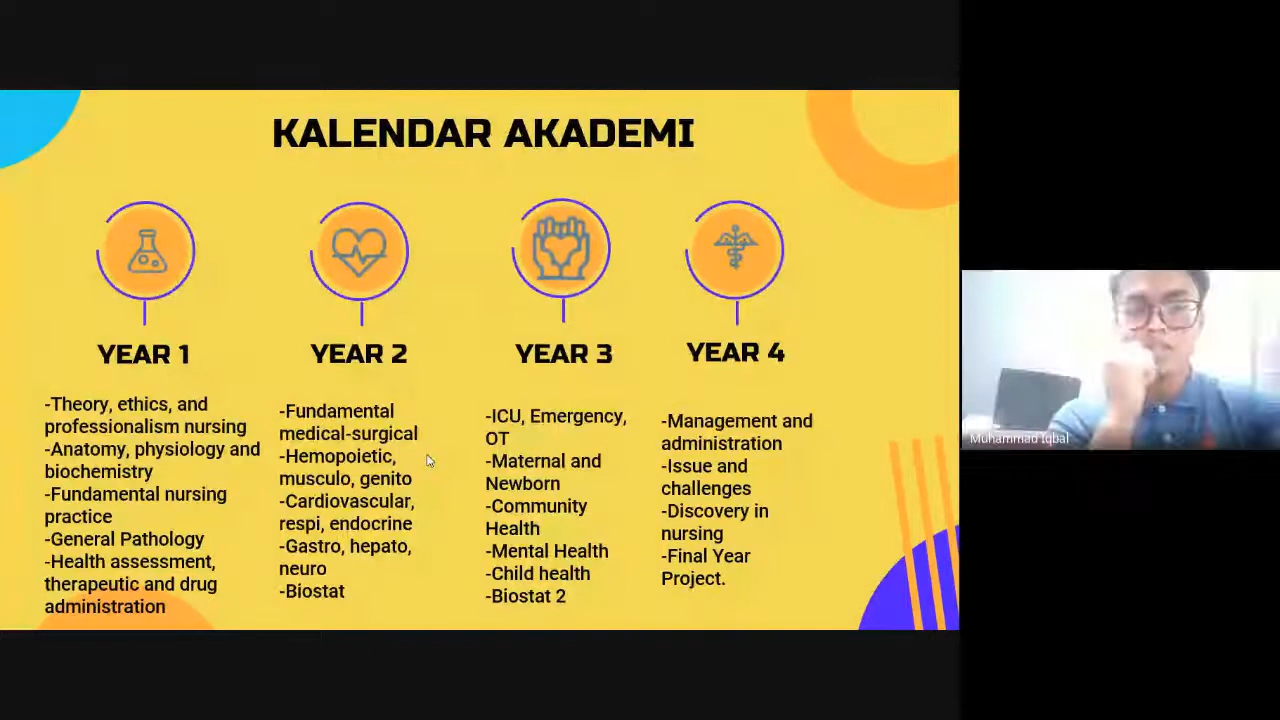 KALENDAR AKADEMI
YEAR 1
-Theory, ethics, and
professionalism nursing
-Anatomy, physiology and
biochemistry
-Fundamental nursing
practice
-General Pathology
-Health assessment,
therapeutic and drug
administration
YEAR 2
-Fundamental
medical-surgical
-Hemopoietic,
musculo, genito
-Cardiovascular,
respi, endocrine
-Gastro, hepato,
neuro
-Biostat
YEAR 3
-ICU, Emergency,
OT
-Maternal and
Newborn
-Community
Health
-Mental Health
-Child health
-Biostat 2
YEAR 4
-Management and
administration
-Issue and
challenges
-Discovery in
nursing
-Final Year
Project.
Muhammad Iqbal